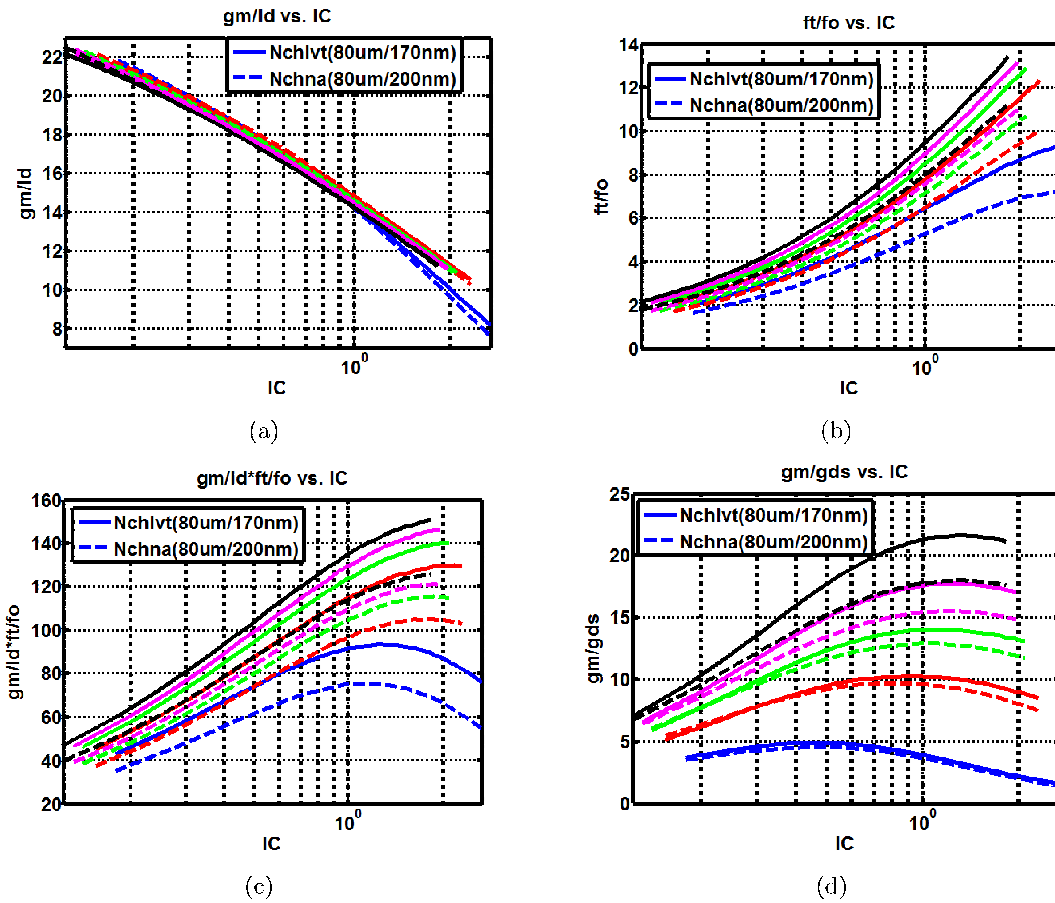 gm/Id vs. IC
22
20
18
16
14
12
10
8
gm/Id
Nchlvt(80um/170nm)
Nchna(80um/200nm)
10^0
IC
(a)
ft/fo vs. IC
14
12
10
8
6
4
2
0
ft/fo
Nchlvt(80um/170nm)
Nchna(80um/200nm)
10^0
IC
(b)
gm/Id*ft/fo vs. IC
160
140
120
100
80
60
40
20
gm/Id*ft/fo
Nchlvt(80um/170nm)
Nchna(80um/200nm)
10^0
IC
(c)
gm/gds vs. IC
25
20
15
10
5
0
gm/gds
Nchlvt(80um/170nm)
Nchna(80um/200nm)
10^0
IC
(d)